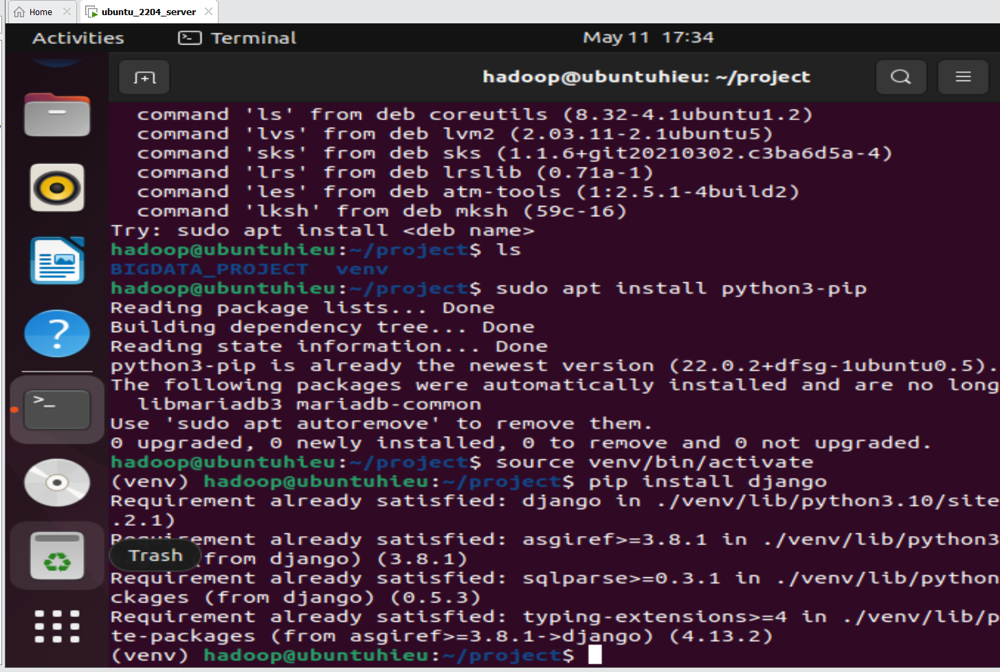 Home
ubuntu_2204_server
Activities
Terminal
May 11 17:34
hadoop@ubuntuhieu: ~/project
command 'ls' from deb coreutils (8.32-4.1ubuntu1.2)
command 'lvs' from deb lvm2 (2.03.11-2.1ubuntu5)
command 'sks' from deb sks (1.1.6+git20210302.c3ba6d5a-4)
command 'lrs' from deb lrslib (0.71a-1)
command 'les' from deb atm-tools (1:2.5.1-4build2)
command 'lksh' from deb mksh (59c-16)
Try: sudo apt install <deb name>
hadoop@ubuntuhieu:~/project$ ls
BIGDATA_PROJECT venv
hadoop@ubuntuhieu:~/project$ sudo apt install python3-pip
Reading package lists... Done
Building dependency tree... Done
Reading state information... Done
python3-pip is already the newest version (22.0.2+dfsg-1ubuntu0.5).
The following packages were automatically installed and are no long
libmariadb3 mariadb-common
Use 'sudo apt autoremove' to remove them.
0 upgraded, 0 newly installed, 0 to remove and 0 not upgraded.
hadoop@ubuntuhieu:~/project$ source venv/bin/activate
(venv) hadoop@ubuntuhieu:~/project$ pip install django
Requirement already satisfied: django in ./venv/lib/python3.10/site
.2.1)
Requirement already satisfied: asgiref>=3.8.1 in ./venv/lib/python3
Trash
(from django) (3.8.1)
Requirement already satisfied: sqlparse>=0.3.1 in ./venv/lib/python
ckages (from django) (0.5.3)
Requirement already satisfied: typing-extensions>=4 in ./venv/lib/p
te-packages (from asgiref>=3.8.1->django) (4.13.2)
(venv) hadoop@ubuntuhieu:~/project$